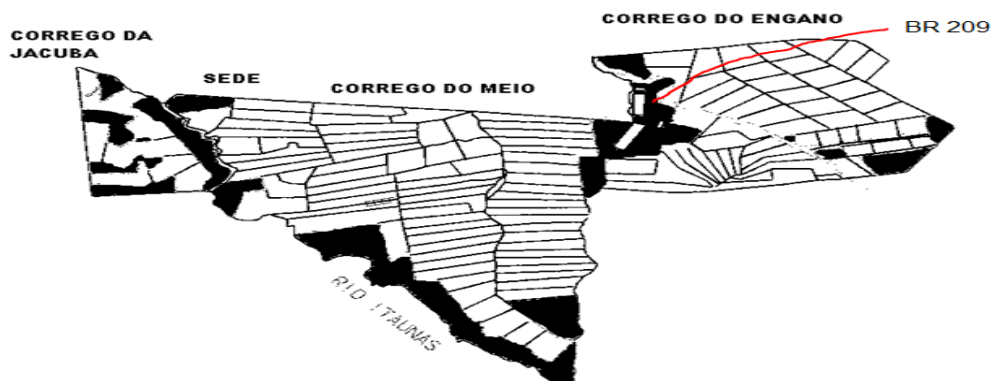 CORREGO DO ENGANO
BR 209
CORREGO DA
JACUBA
SEDE
CORREGO DO MEIO
RIO ITAUNAS